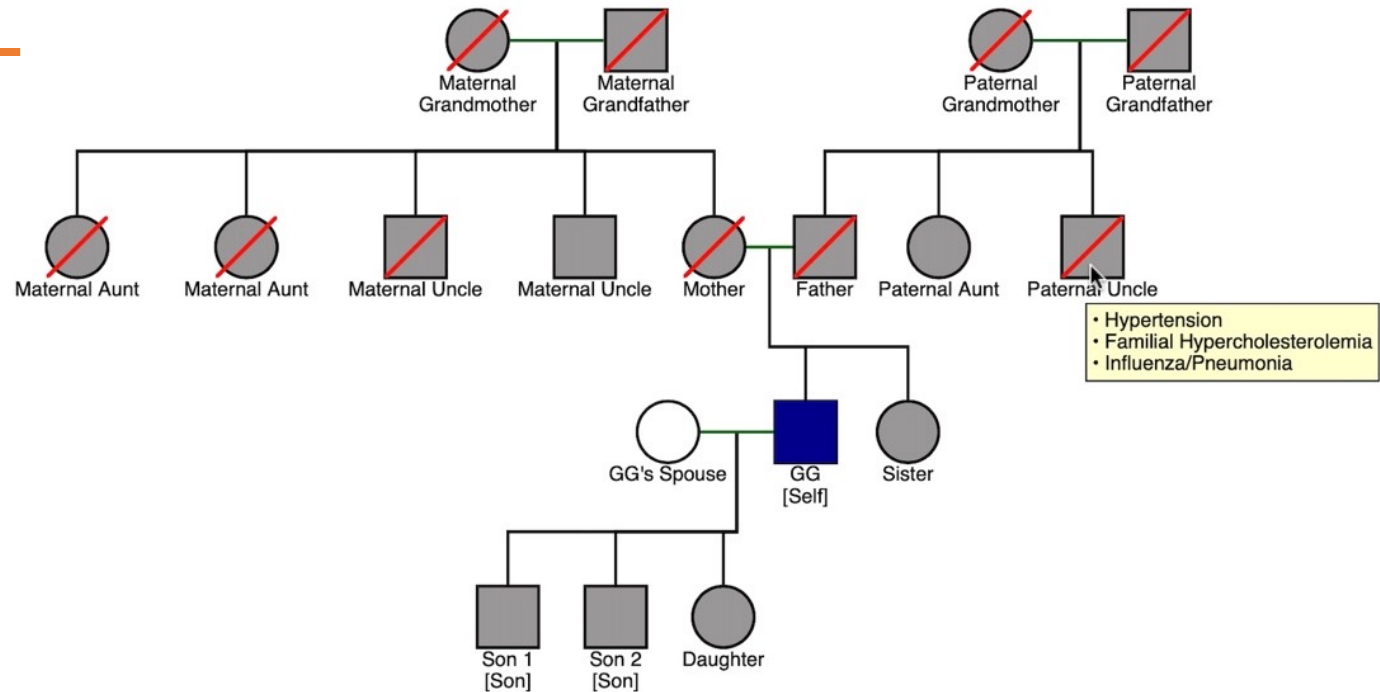 Maternal
Grandmother
Maternal
Grandfather
Paternal
Grandmother
Paternal
Grandfather
Maternal Aunt
Maternal Aunt
Maternal Uncle
Maternal Uncle
Mother
Father
Paternal Aunt
Paternal Uncle
• Hypertension
• Familial Hypercholesterolemia
• Influenza/Pneumonia
GG's Spouse
GG
[Self]
Sister
Son 1
[Son]
Son 2
[Son]
Daughter